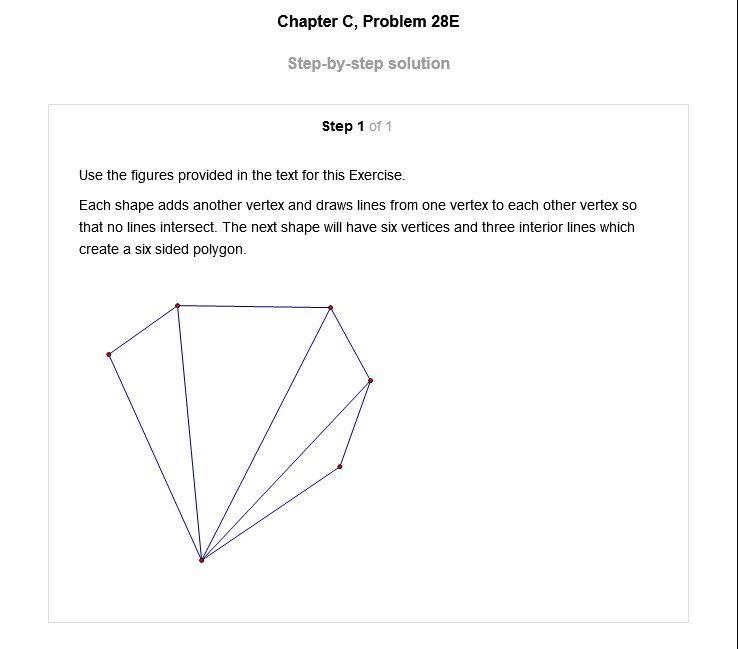 Chapter C, Problem 28E
Step-by-step solution
Step 1 of 1
Use the figures provided in the text for this Exercise.
Each shape adds another vertex and draws lines from one vertex to each other vertex so
that no lines intersect. The next shape will have six vertices and three interior lines which
create a six sided polygon.